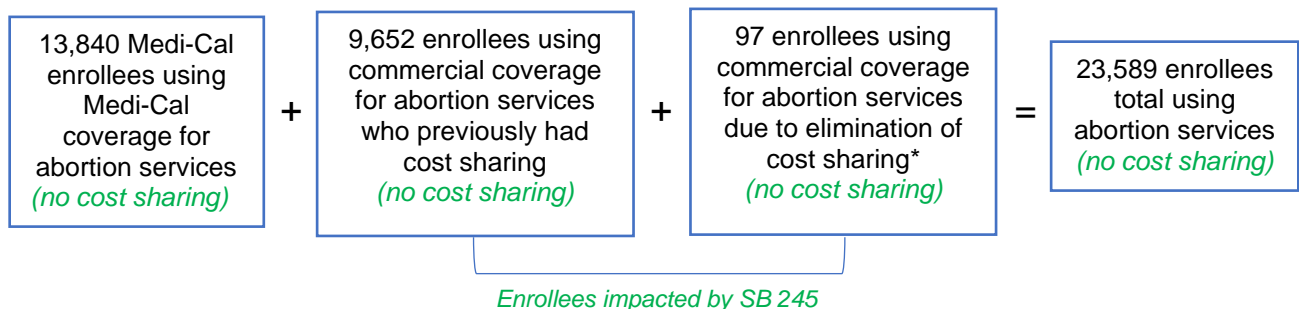 13,840 Medi-Cal
enrollees using
Medi-Cal
coverage for
abortion services
(no cost sharing)
+
9,652 enrollees using
commercial coverage
for abortion services
who previously had
cost sharing
(no cost sharing)
+
97 enrollees using
commercial coverage
for abortion services
due to elimination of
cost sharing*
(no cost sharing)
=
23,589 enrollees
total using
abortion services
(no cost sharing)
Enrollees impacted by SB 245